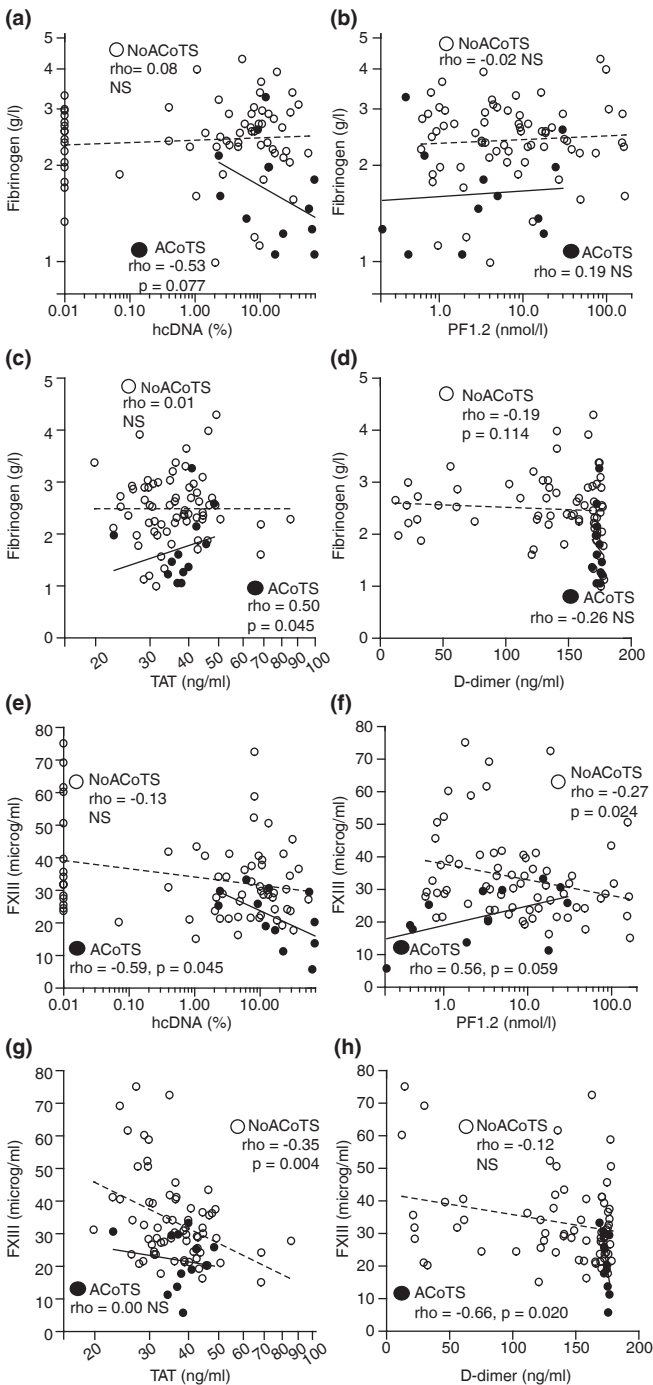 (a)
Fibrinogen (g/l)
5
4
3
2
1
NoACoTS
rho= 0.08
NS
ACoTS
rho = -0.53
p = 0.077
0.01 0.10 1.00 10.00
hcDNA (%)
(b)
Fibrinogen (g/l)
5
4
3
2
1
NoACoTS
rho = -0.02 NS
ACoTS
rho = 0.19 NS
1.0 10.0 100.0
PF1.2 (nmol/l)
(c)
Fibrinogen (g/l)
5
4
3
2
1
0
NoACoTS
rho = 0.01
NS
ACoTS
rho = 0.50
p = 0.045
20 30 40 50 60 70 80 90 100
TAT (ng/ml)
(d)
Fibrinogen (g/l)
5
4
3
2
1
0
NoACoTS
rho = -0.19
p = 0.114
ACoTS
rho = -0.26 NS
0 50 100 150 200
D-dimer (ng/ml)
(e)
FXIII (microg/ml)
80
70
60
50
40
30
20
10
0
NoACoTS
rho = -0.13
NS
ACoTS
rho = -0.59, p = 0.045
0.01 0.10 1.00 10.00
hcDNA (%)
(f)
FXIII (microg/ml)
80
70
60
50
40
30
20
10
0
NoACoTS
rho = -0.27
p = 0.024
ACoTS
rho = 0.56, p = 0.059
1.0 10.0 100.0
PF1.2 (nmol/l)
(g)
FXIII (microg/ml)
80
70
60
50
40
30
20
10
0
NoACoTS
rho = -0.35
p = 0.004
ACoTS
rho = 0.00 NS
20 30 40 50 60 70 80 90 100
TAT (ng/ml)
(h)
FXIII (microg/ml)
80
70
60
50
40
30
20
10
0
NoACoTS
rho = -0.12
NS
ACoTS
rho = -0.66, p = 0.020
0 50 100 150 200
D-dimer (ng/ml)